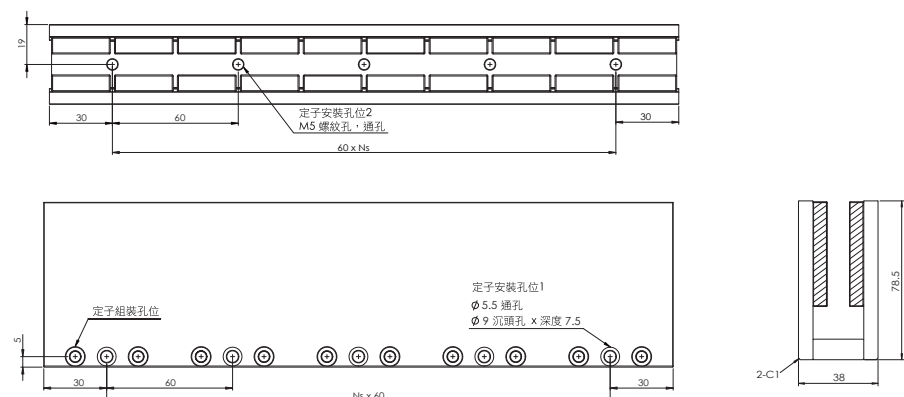 19
30
60
30
定子安裝孔位2
M5 螺紋孔，通孔
60 x Ns
定子組裝孔位
定子安裝孔位1
ϕ 5.5 通孔
ϕ 9 沉頭孔 x 深度 7.5
5
30
60
30
Ns x 60
78.5
2-C1
38